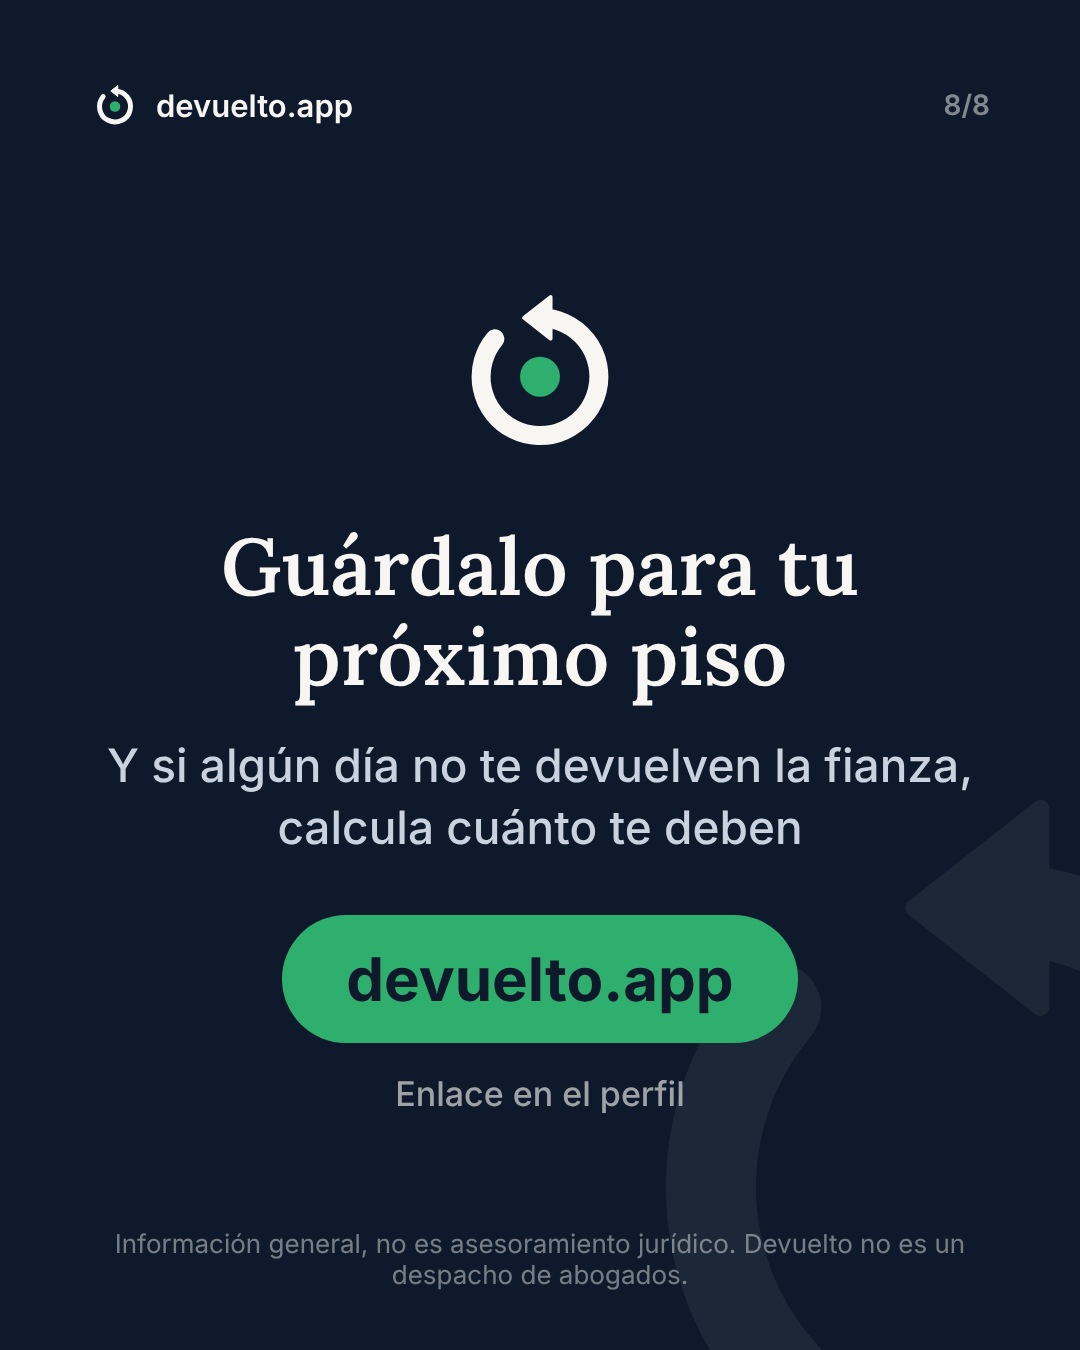 devuelto.app
8/8
Guárdalo para tu
próximo piso
Y si algún día no te devuelven la fianza,
calcula cuánto te deben
devuelto.app
Enlace en el perfil
Información general, no es asesoramiento jurídico. Devuelto no es un
despacho de abogados.